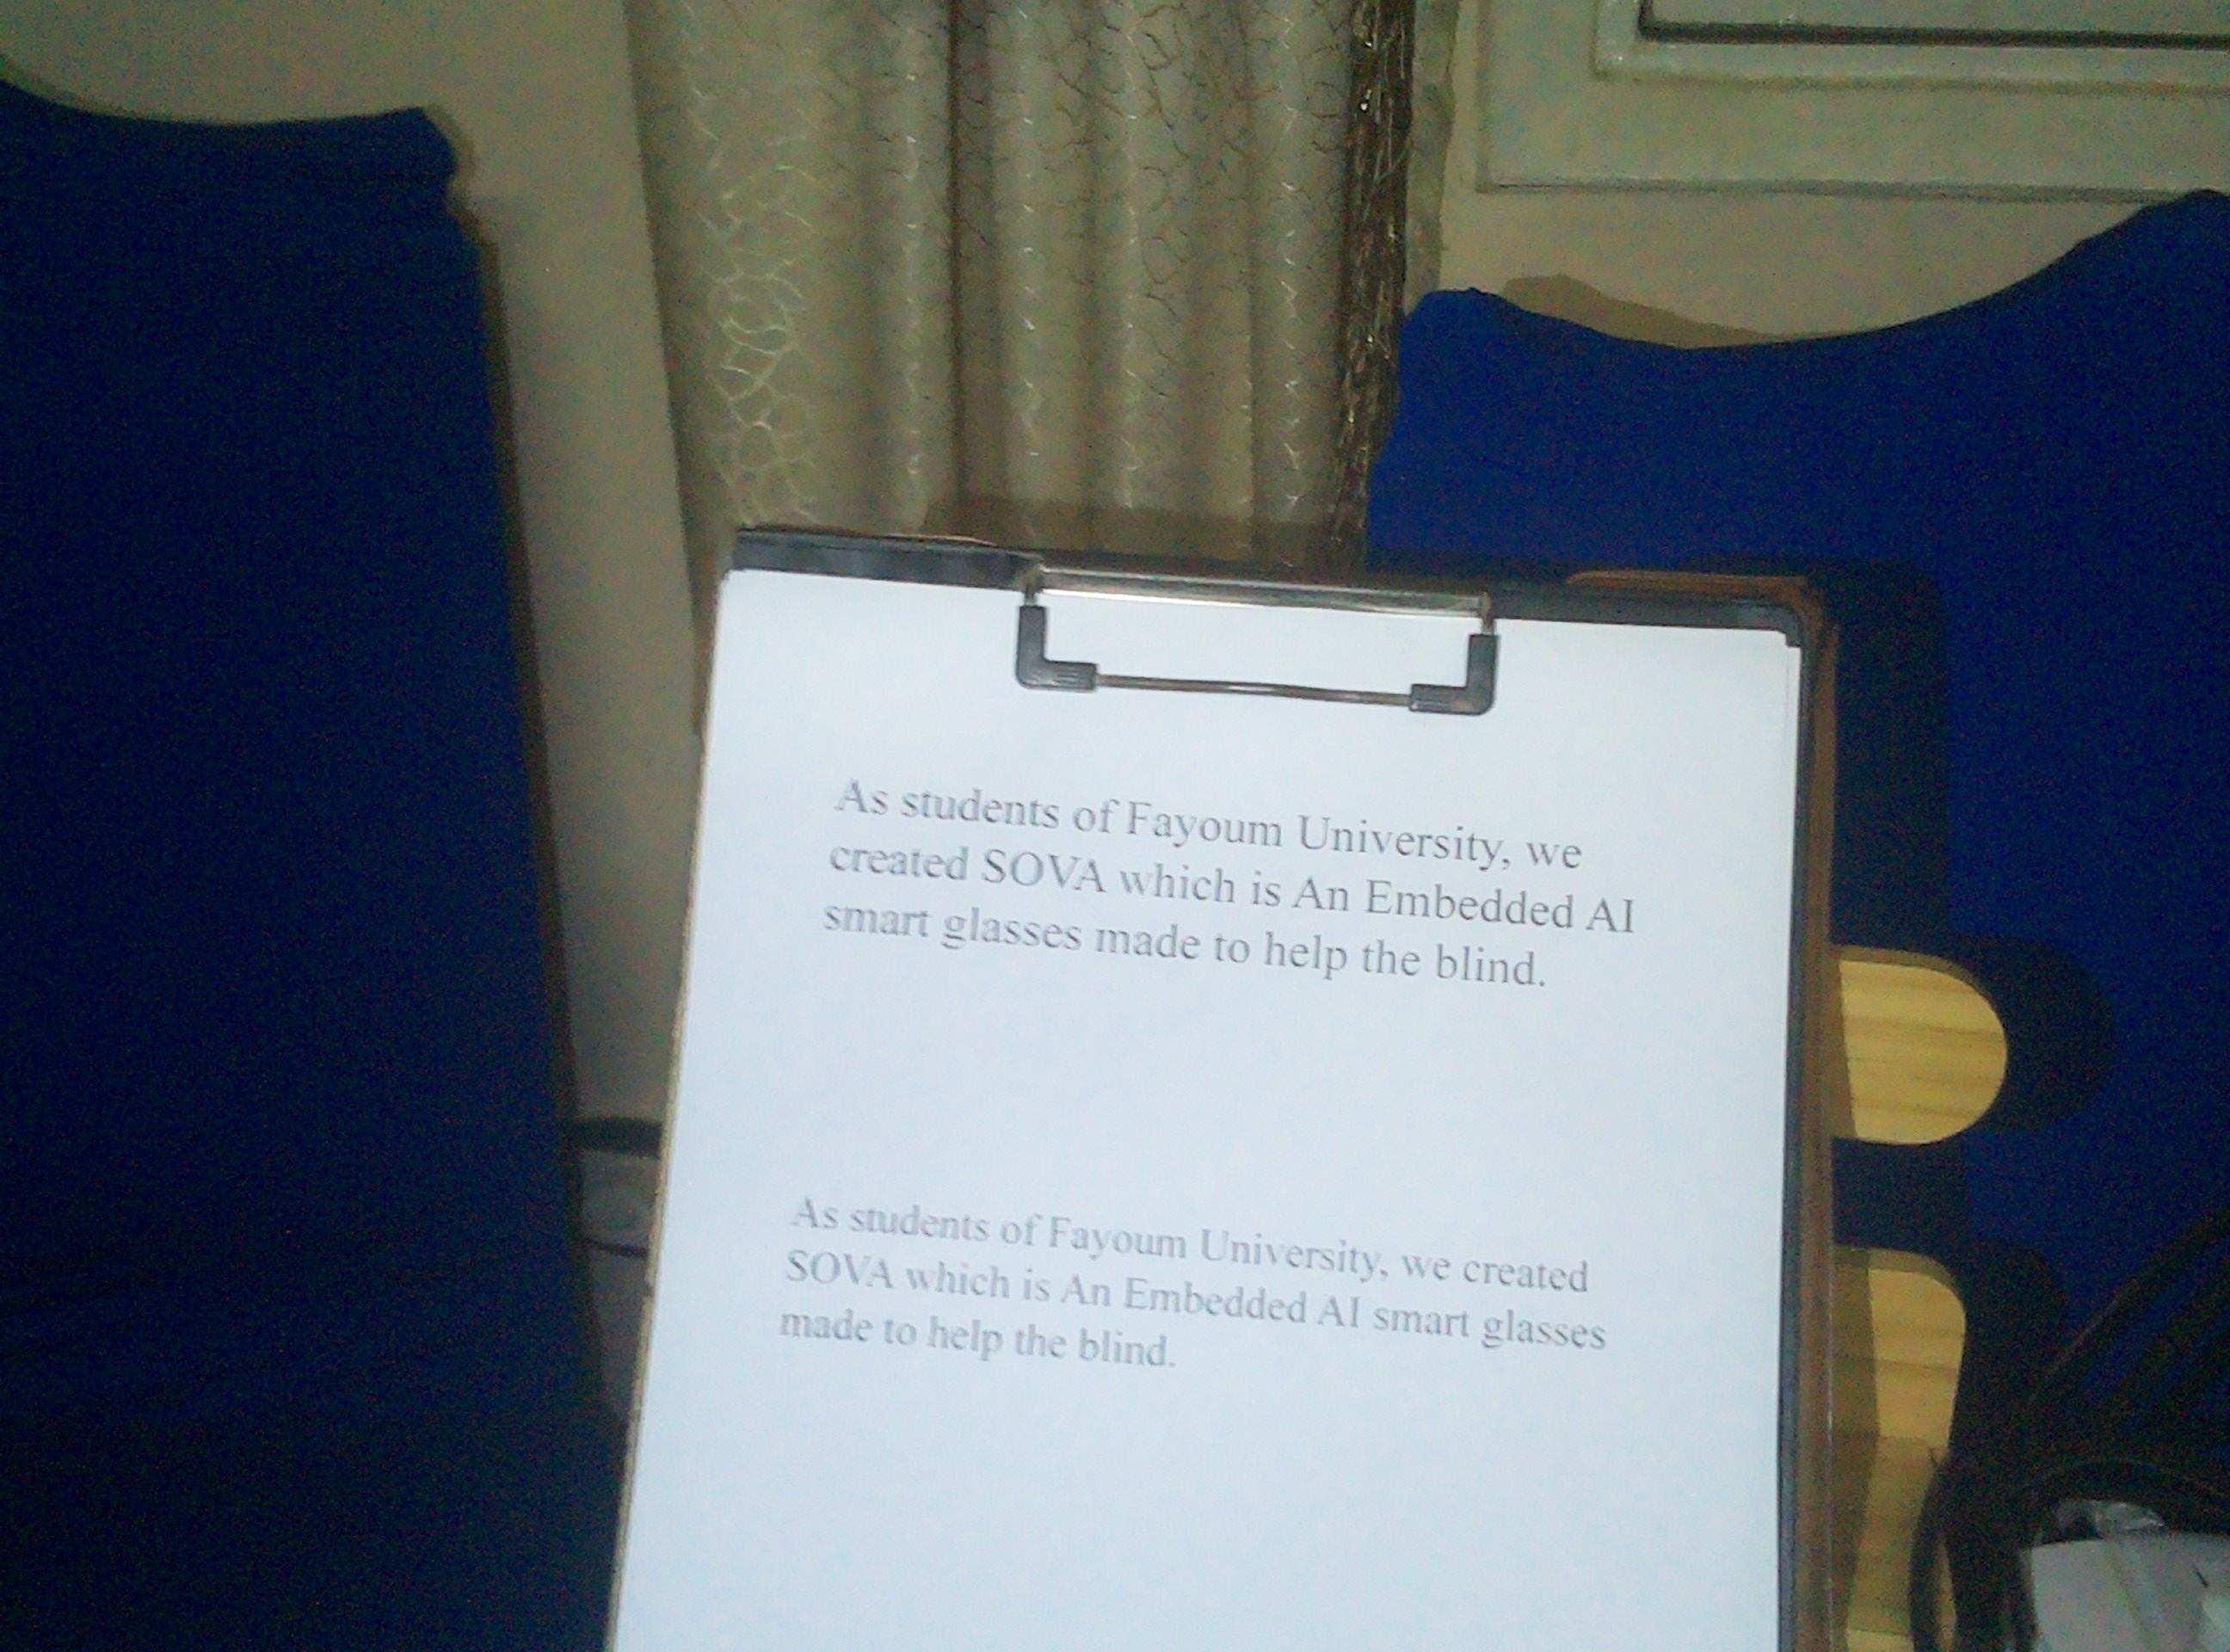 As students of Fayoum University, we
created SOVA which is An Embedded AI
smart glasses made to help the blind.
As students of Fayoum University, we created
SOVA which is An Embedded AI smart glasses
made to help the blind.